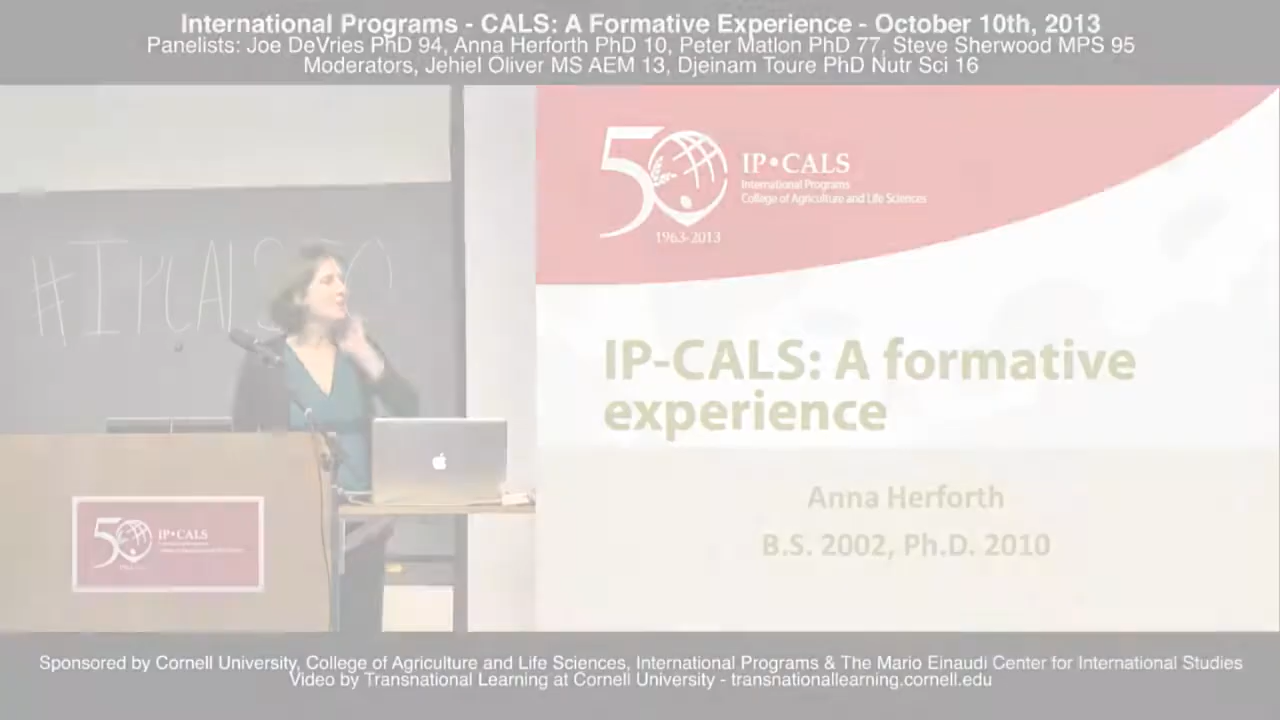 International Programs - CALS: A Formative Experience - October 10th, 2013
Panelists: Joe DeVries PhD 94, Anna Herforth PhD 10, Peter Matlon PhD 77, Steve Sherwood MPS 95
Moderators, Jehiel Oliver MS AEM 13, Djeinam Toure PhD Nutr Sci 16
50
IP•CALS
International Programs
College of Agriculture and Life Sciences
1963-2013
#IPCALS
IP-CALS: A formative
experience
Anna Herforth
B.S. 2002, Ph.D. 2010
50
IP•CALS
Sponsored by Cornell University, College of Agriculture and Life Sciences, International Programs & The Mario Einaudi Center for International Studies
Video by Transnational Learning at Cornell University - transnationallearning.cornell.edu